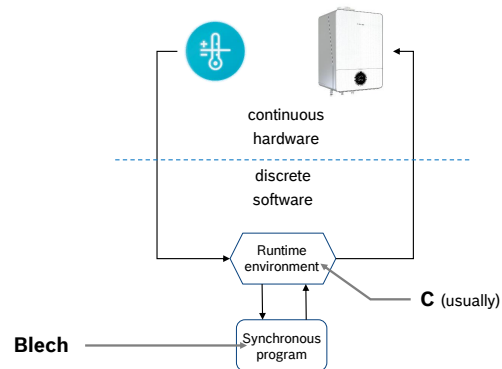 continuous
hardware
discrete
software
Runtime
environment
C (usually)
Blech
Synchronous
program